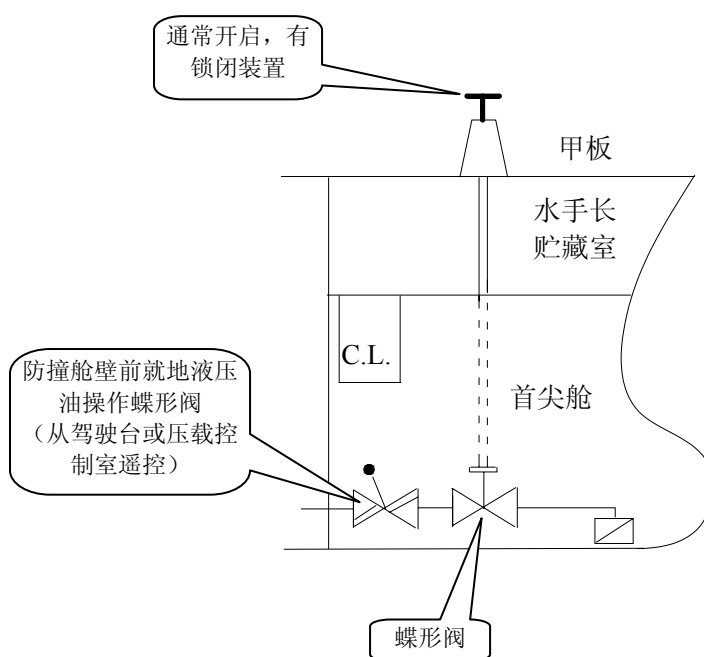 通常开启，有
锁闭装置
甲板
水手长
贮藏室
C.L.
防撞舱壁前就地液压
油操作蝶形阀
（从驾驶台或压载控
制室遥控）
首尖舱
蝶形阀